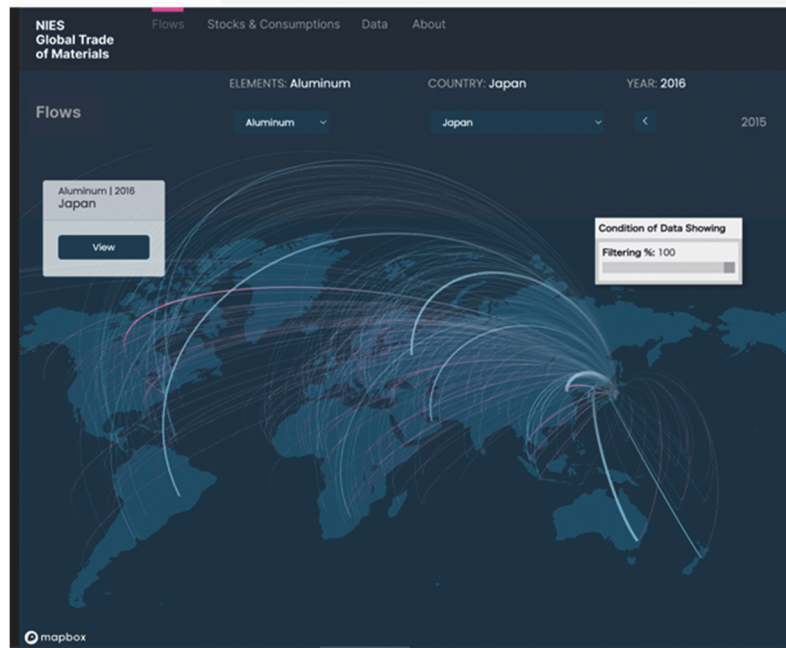 NIES
Global Trade
of Materials
Flows
Stocks & Consumptions
Data
About
ELEMENTS: Aluminum
COUNTRY: Japan
YEAR: 2016
Flows
Aluminum
Japan
2015
Aluminum | 2016
Japan
View
Condition of Data Showing
Filtering %: 100
mapbox